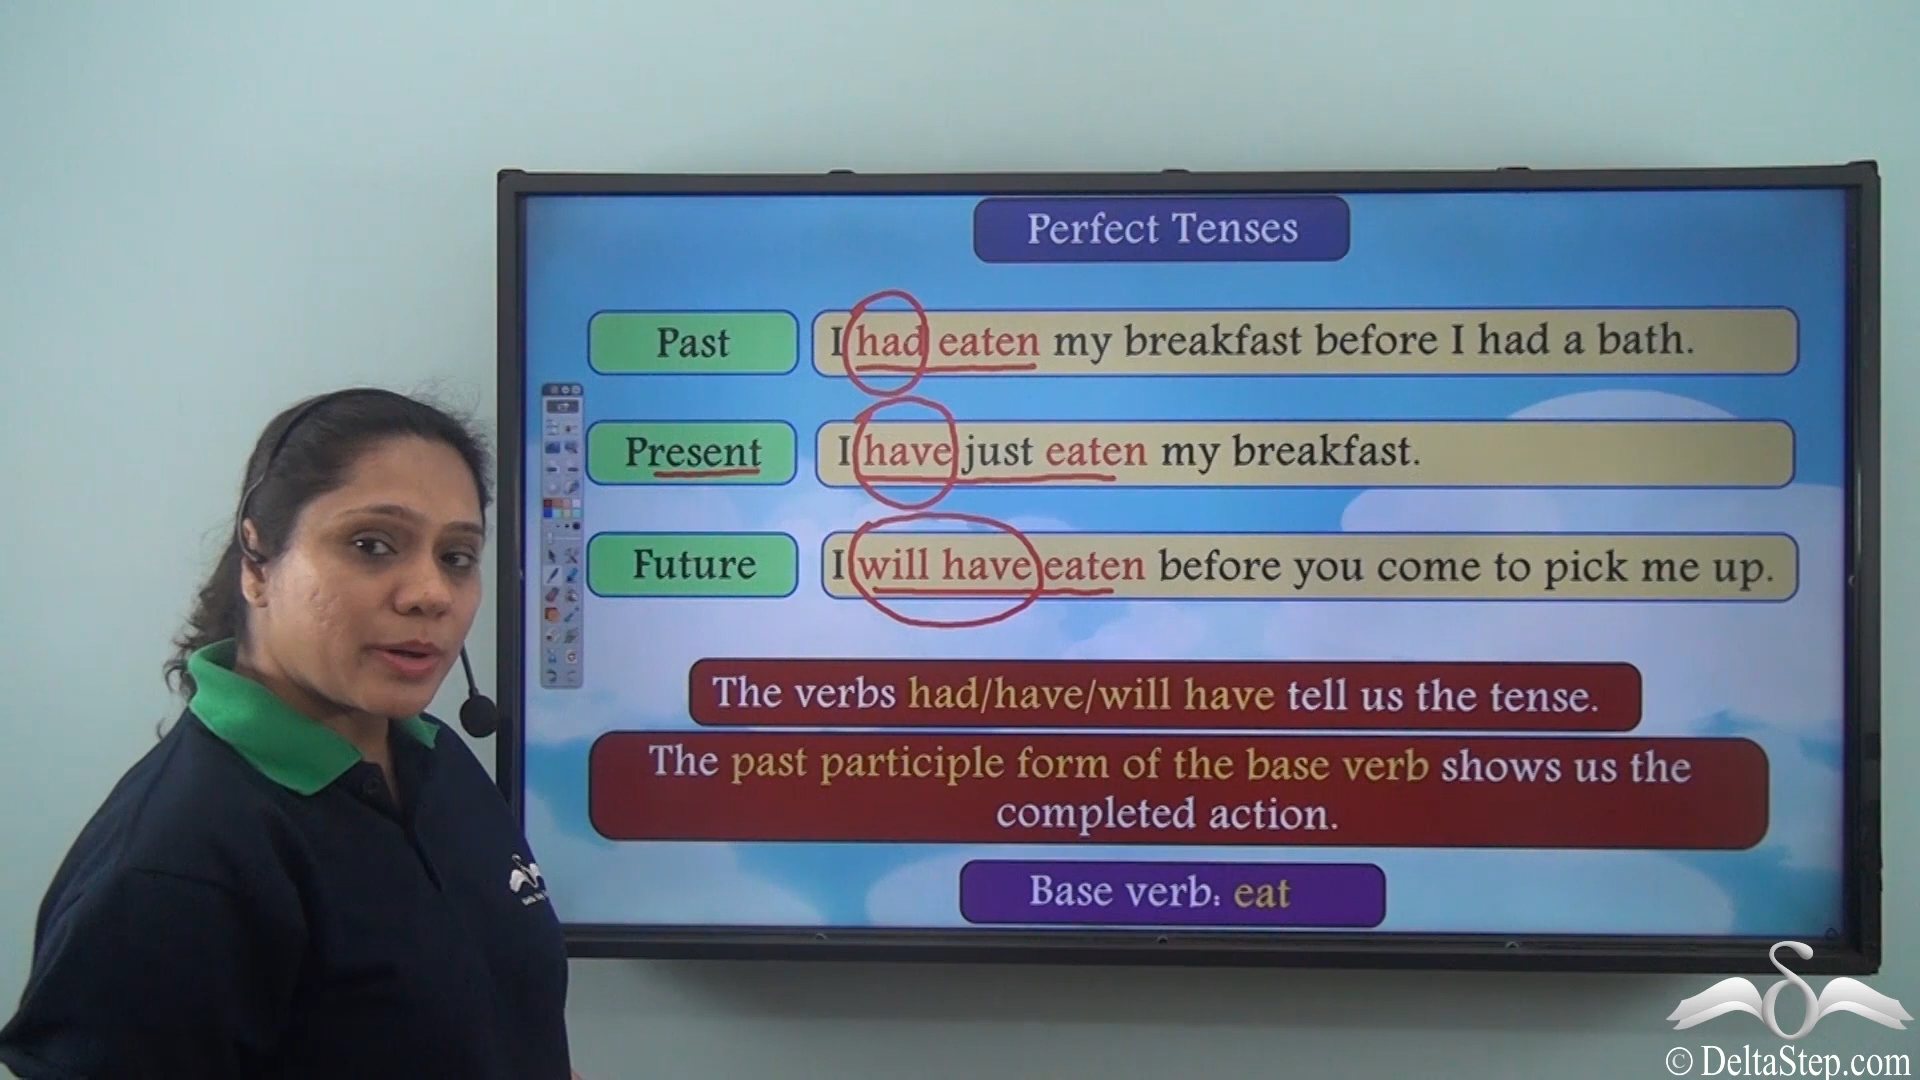 Perfect Tenses
Past
I had eaten my breakfast before I had a bath.
Present
I have just eaten my breakfast.
Future
I will have eaten before you come to pick me up.
The verbs had/have/will have tell us the tense.
The past participle form of the base verb shows us the
completed action.
Base verb: eat
© DeltaStep.com